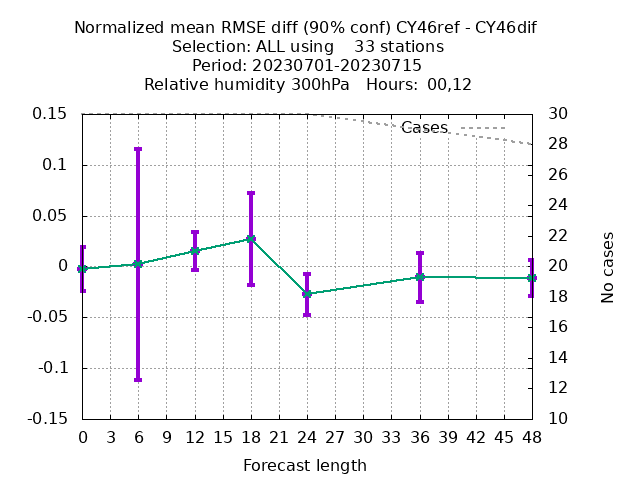 Normalized mean RMSE diff (90% conf) CY46ref - CY46dif
Selection: ALL using    33 stations
Period: 20230701-20230715
Relative humidity 300hPa   Hours: 00,12
Cases
0.15
0.1
0.05
0
-0.05
-0.1
-0.15
30
28
26
24
22
20
18
16
14
12
10
No cases
0 3 6 9 12 15 18 21 24 27 30 33 36 39 42 45 48
Forecast length